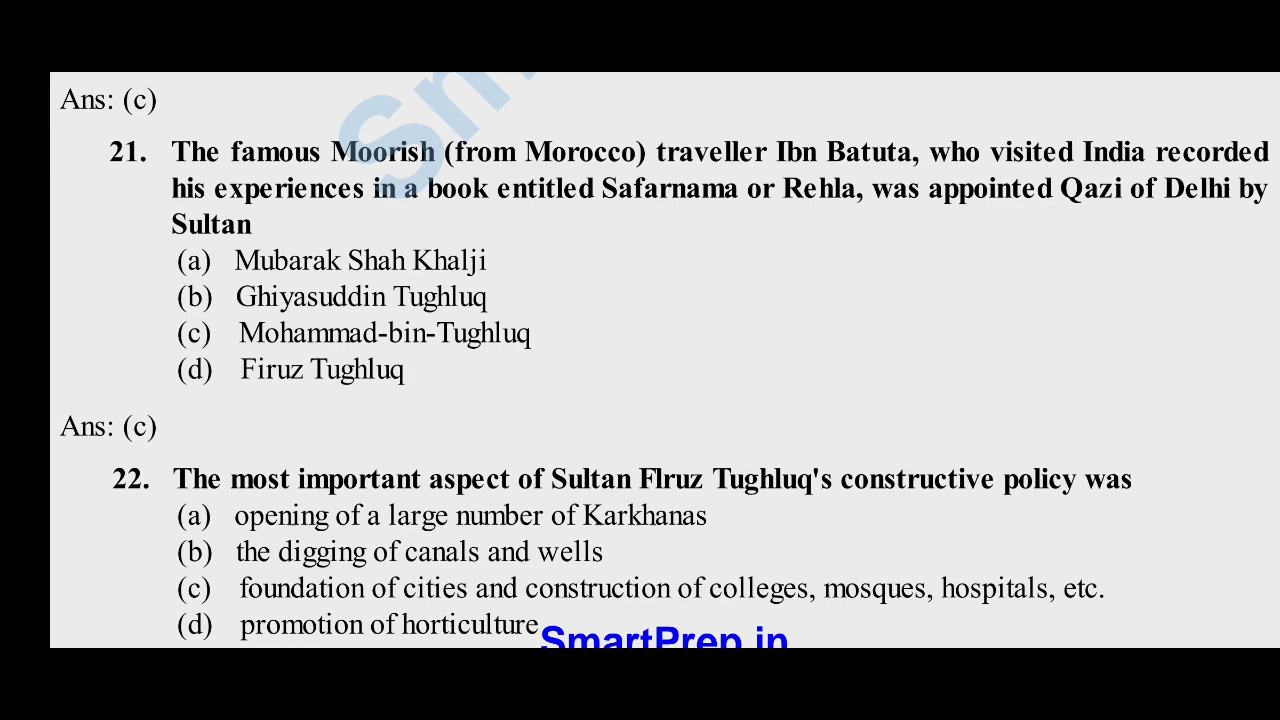 Ans: (c)
21. The famous Moorish (from Morocco) traveller Ibn Batuta, who visited India recorded
his experiences in a book entitled Safarnama or Rehla, was appointed Qazi of Delhi by
Sultan
(a) Mubarak Shah Khalji
(b) Ghiyasuddin Tughluq
(c) Mohammad-bin-Tughluq
(d) Firuz Tughluq
Ans: (c)
22. The most important aspect of Sultan Flruz Tughluq's constructive policy was
(a) opening of a large number of Karkhanas
(b) the digging of canals and wells
(c) foundation of cities and construction of colleges, mosques, hospitals, etc.
(d) promotion of horticulture
SmartPrep.in